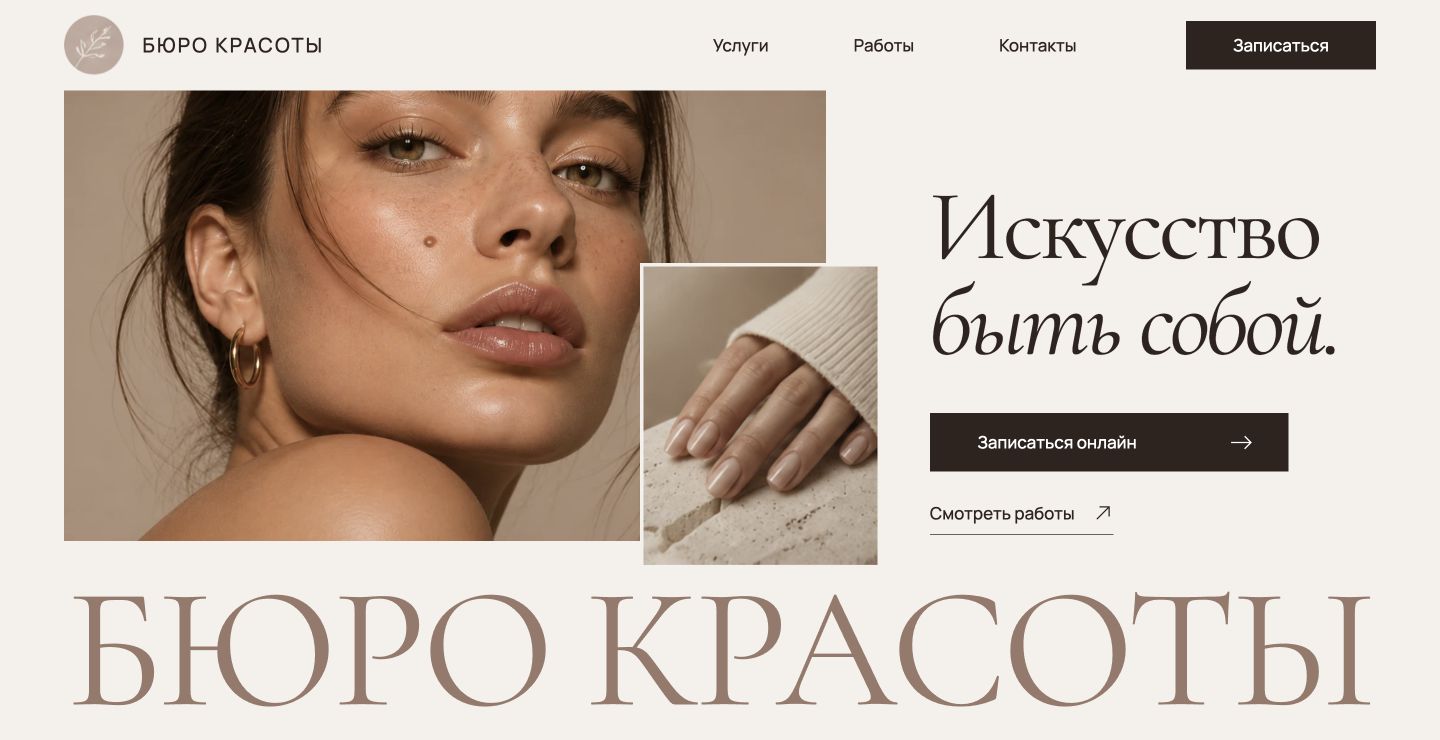 БЮРО КРАСОТЫ
Услуги
Работы
Контакты
Записаться
Искусство
быть собой.
Записаться онлайн
Смотреть работы
БЮРО КРАСОТЫ